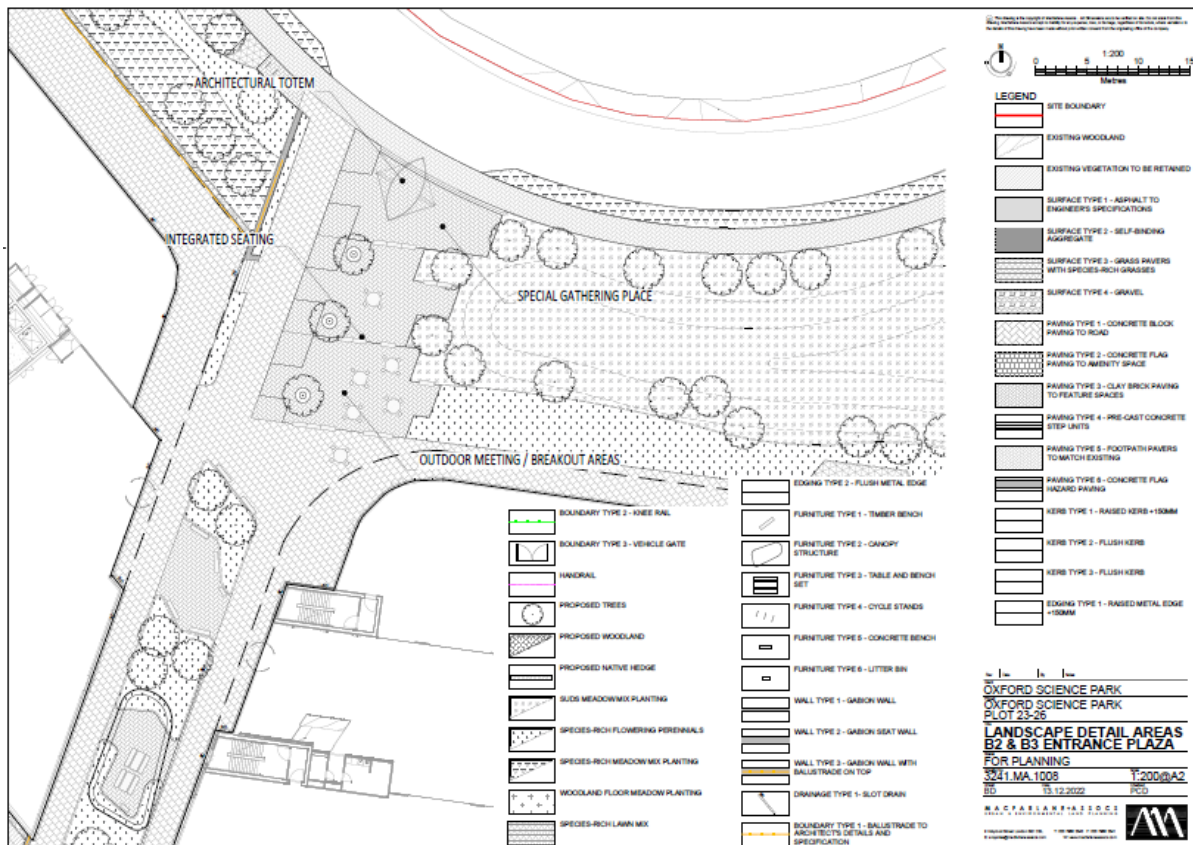 ARCHITECTURAL TOTEM
INTEGRATED SEATING
SPECIAL GATHERING PLACE
OUTDOOR MEETING / BREAKOUT AREAS
N
1:200
0 5 10 15
Metres
LEGEND
SITE BOUNDARY
EXISTING WOODLAND
EXISTING VEGETATION TO BE RETAINED
SURFACE TYPE 1 - ASPHALT TO
ENGINEER'S SPECIFICATIONS
SURFACE TYPE 2 - SELF-BINDING
AGGREGATE
SURFACE TYPE 3 - GRASS PAVERS
WITH SPECIES-RICH GRASSES
SURFACE TYPE 4 - GRAVEL
PAVING TYPE 1 - CONCRETE BLOCK
PAVING TO ROAD
PAVING TYPE 2 - CONCRETE FLAG
PAVING TO AMENITY SPACE
PAVING TYPE 3 - CLAY BRICK PAVING
TO FEATURE SPACES
PAVING TYPE 4 - PRE-CAST CONCRETE
STEP UNITS
PAVING TYPE 5 - FOOTPATH PAVERS
TO MATCH EXISTING
PAVING TYPE 6 - CONCRETE FLAG
HAZARD PAVING
KERB TYPE 1 - RAISED KERB +150MM
KERB TYPE 2 - FLUSH KERB
KERB TYPE 3 - FLUSH KERB
EDGING TYPE 1 - RAISED METAL EDGE
+150MM
BOUNDARY TYPE 2 - KNEE RAIL
BOUNDARY TYPE 3 - VEHICLE GATE
HANDRAIL
PROPOSED TREES
PROPOSED WOODLAND
PROPOSED NATIVE HEDGE
SUDS MEADOW MIX PLANTING
SPECIES-RICH FLOWERING PERENNIALS
SPECIES-RICH MEADOW MIX PLANTING
WOODLAND FLOOR MEADOW PLANTING
SPECIES-RICH LAWN MIX
EDGING TYPE 2 - FLUSH METAL EDGE
FURNITURE TYPE 1 - TIMBER BENCH
FURNITURE TYPE 2 - CANOPY
STRUCTURE
FURNITURE TYPE 3 - TABLE AND BENCH
SET
FURNITURE TYPE 4 - CYCLE STANDS
FURNITURE TYPE 5 - CONCRETE BENCH
FURNITURE TYPE 6 - LITTER BIN
WALL TYPE 1 - GABION WALL
WALL TYPE 2 - GABION SEAT WALL
WALL TYPE 3 - GABION WALL WITH
BALUSTRADE ON TOP
DRAINAGE TYPE 1- SLOT DRAIN
BOUNDARY TYPE 1 - BALUSTRADE TO
ARCHITECT'S DETAILS AND
SPECIFICATION
OXFORD SCIENCE PARK
OXFORD SCIENCE PARK
PLOT 23-26
LANDSCAPE DETAIL AREAS
B2 & B3 ENTRANCE PLAZA
FOR PLANNING
3241.MA.1008 1:200@A2
BD 13.12.2022 PCD
MACFARLANE+ASSOCS
URBAN & ENVIRONMENTAL LAND PLANNING